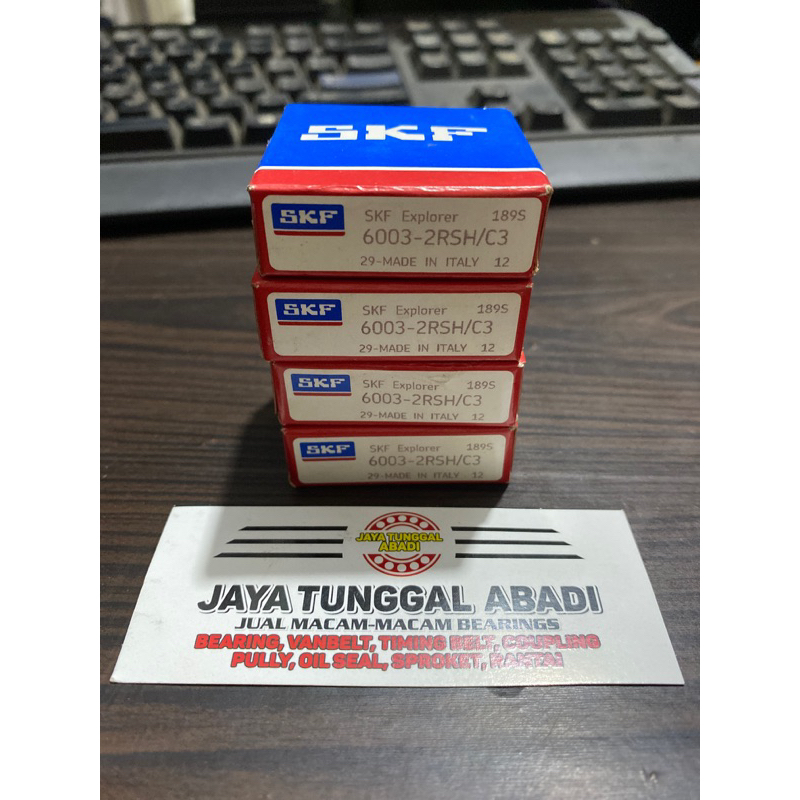 SKF
SKF SKF Explorer 189S
6003-2RSH/C3
29-MADE IN ITALY 12
SKF SKF Explorer 189S
6003-2RSH/C3
29-MADE IN ITALY 12
SKF SKF Explorer 189S
6003-2RSH/C3
29-MADE IN ITALY 12
SKF SKF Explorer 189S
6003-2RSH/C3
29-MADE IN ITALY 12
JAYA TUNGGAL
ABADI
JAYA TUNGGAL ABADI
JUAL MACAM-MACAM BEARINGS
BEARING, VANBELT, TIMING BELT, COUPLING
PULLY, OIL SEAL, SPROKET, RANTAI